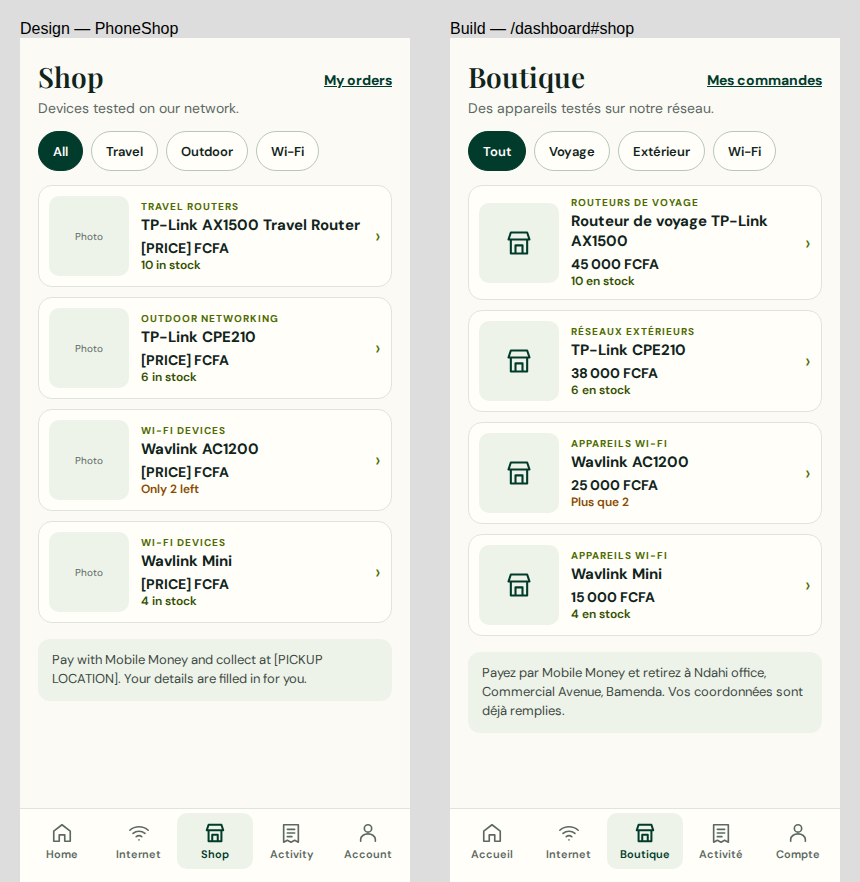 Design — PhoneShop
Shop
My orders
Devices tested on our network.
All
Travel
Outdoor
Wi-Fi
Photo
TRAVEL ROUTERS
TP-Link AX1500 Travel Router
[PRICE] FCFA
10 in stock
›
Photo
OUTDOOR NETWORKING
TP-Link CPE210
[PRICE] FCFA
6 in stock
›
Photo
WI-FI DEVICES
Wavlink AC1200
[PRICE] FCFA
Only 2 left
›
Photo
WI-FI DEVICES
Wavlink Mini
[PRICE] FCFA
4 in stock
›
Pay with Mobile Money and collect at [PICKUP
LOCATION]. Your details are filled in for you.
Home
Internet
Shop
Activity
Account
Build — /dashboard#shop
Boutique
Mes commandes
Des appareils testés sur notre réseau.
Tout
Voyage
Extérieur
Wi-Fi
ROUTEURS DE VOYAGE
Routeur de voyage TP-Link
AX1500
45 000 FCFA
10 en stock
›
RÉSEAUX EXTÉRIEURS
TP-Link CPE210
38 000 FCFA
6 en stock
›
APPAREILS WI-FI
Wavlink AC1200
25 000 FCFA
Plus que 2
›
APPAREILS WI-FI
Wavlink Mini
15 000 FCFA
4 en stock
›
Payez par Mobile Money et retirez à Ndahi office,
Commercial Avenue, Bamenda. Vos coordonnées sont
déjà remplies.
Accueil
Internet
Boutique
Activité
Compte